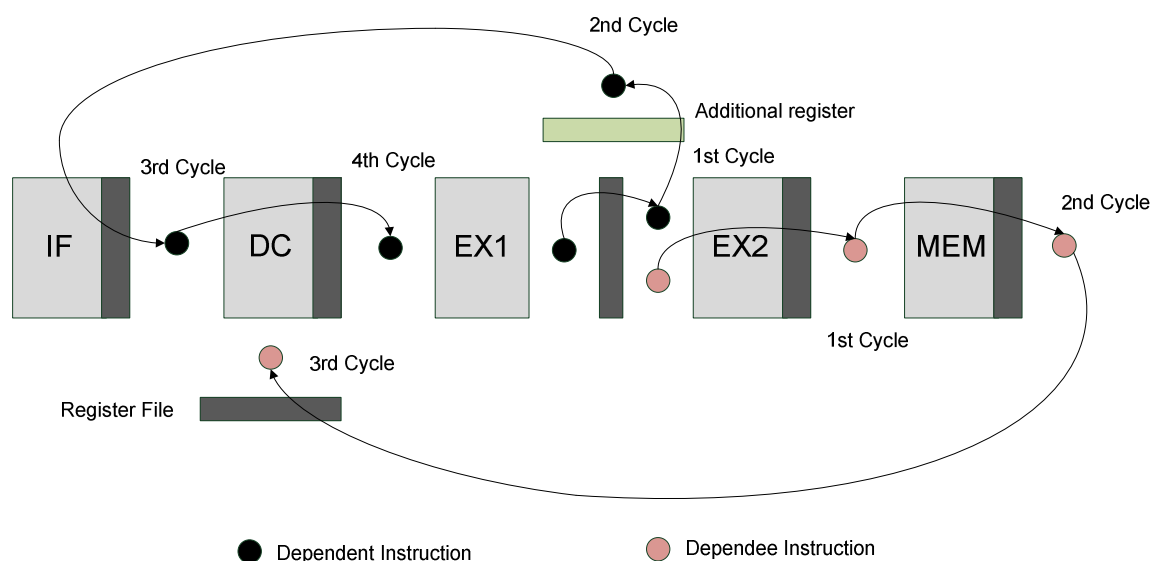 2nd Cycle
Additional register
3rd Cycle
4th Cycle
1st Cycle
2nd Cycle
IF
DC
EX1
EX2
MEM
1st Cycle
3rd Cycle
Register File
Dependent Instruction
Dependee Instruction